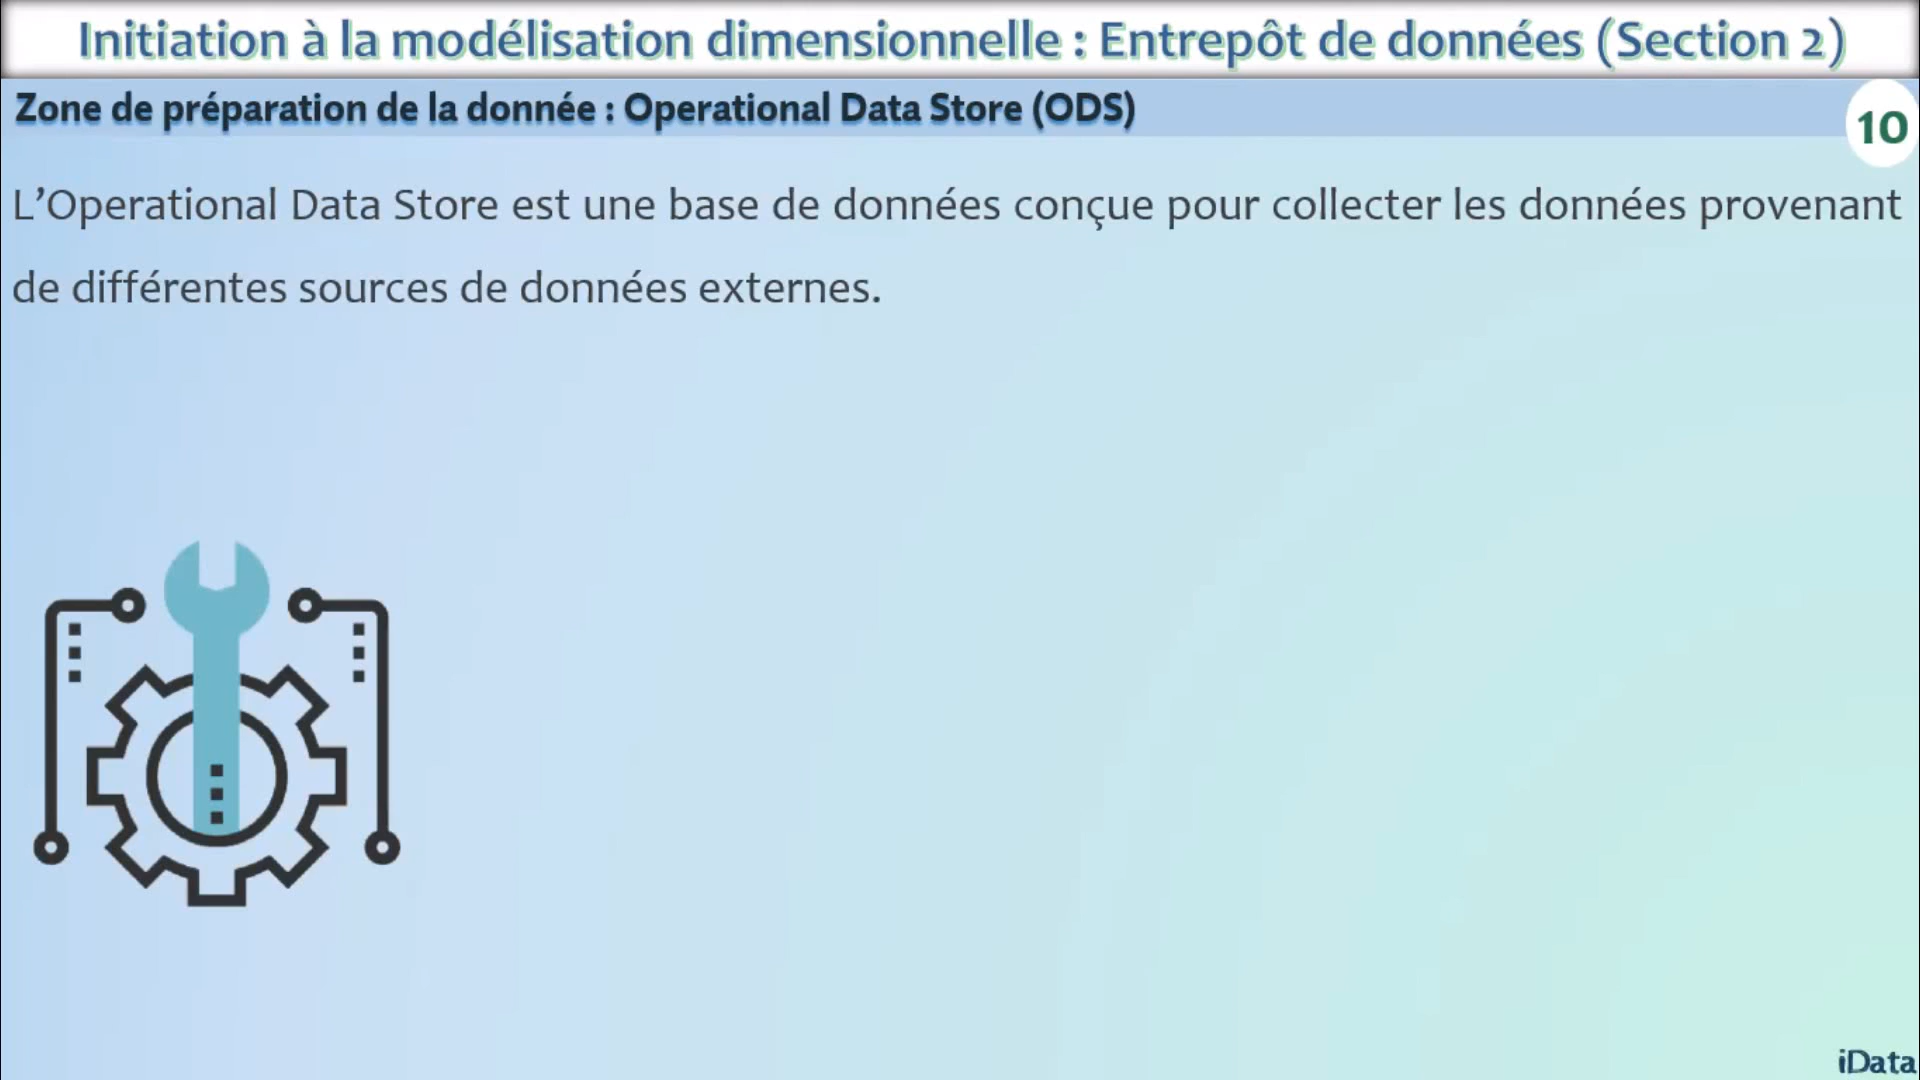 Initiation à la modélisation dimensionnelle : Entrepôt de données (Section 2)
Zone de préparation de la donnée : Operational Data Store (ODS)
10
L’Operational Data Store est une base de données conçue pour collecter les données provenant
de différentes sources de données externes.
iData